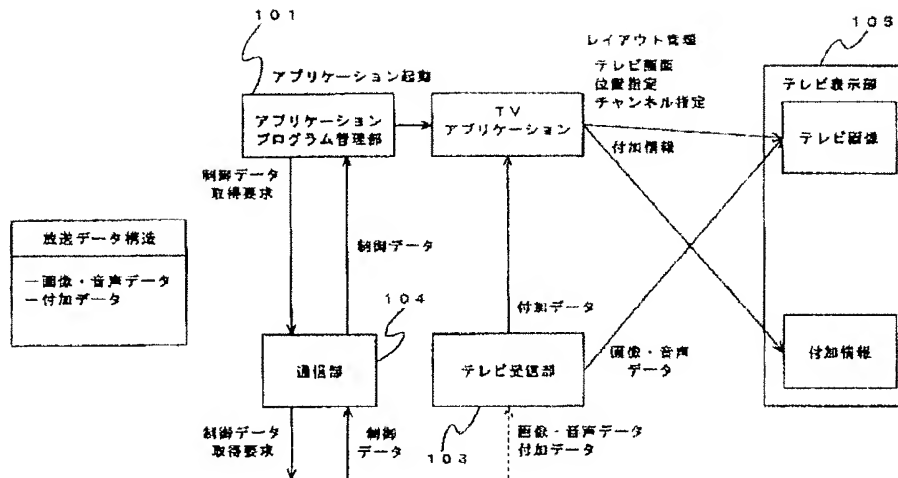 101
アプリケーション起動
アプリケーション
プログラム管理部
TV
アプリケーション
レイアウト管理
テレビ画面
位置指定
チャンネル指定
105
テレビ表示部
テレビ画像
付加情報
制御データ
取得要求
制御データ
放送データ構造
ー画像・音声データ
ー付加データ
104
付加データ
通信部
テレビ受信部
画像・音声
データ
付加情報
制御データ
取得要求
制御
データ
103
画像・音声データ
付加データ